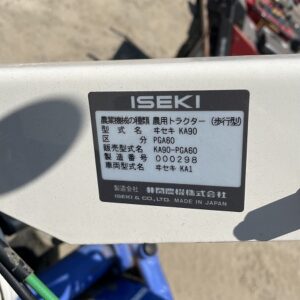 ISEKI
農業機械の種類 農用トラクター (歩行型)
型式名 ヰセキ KA90
区分 PGA60
販売型式名 KA90-PGA60
製造番号 000298
車両型式名 ヰセキ KA1
製造会社 井関農機株式会社
ISEKI & CO.,LTD. MADE IN JAPAN